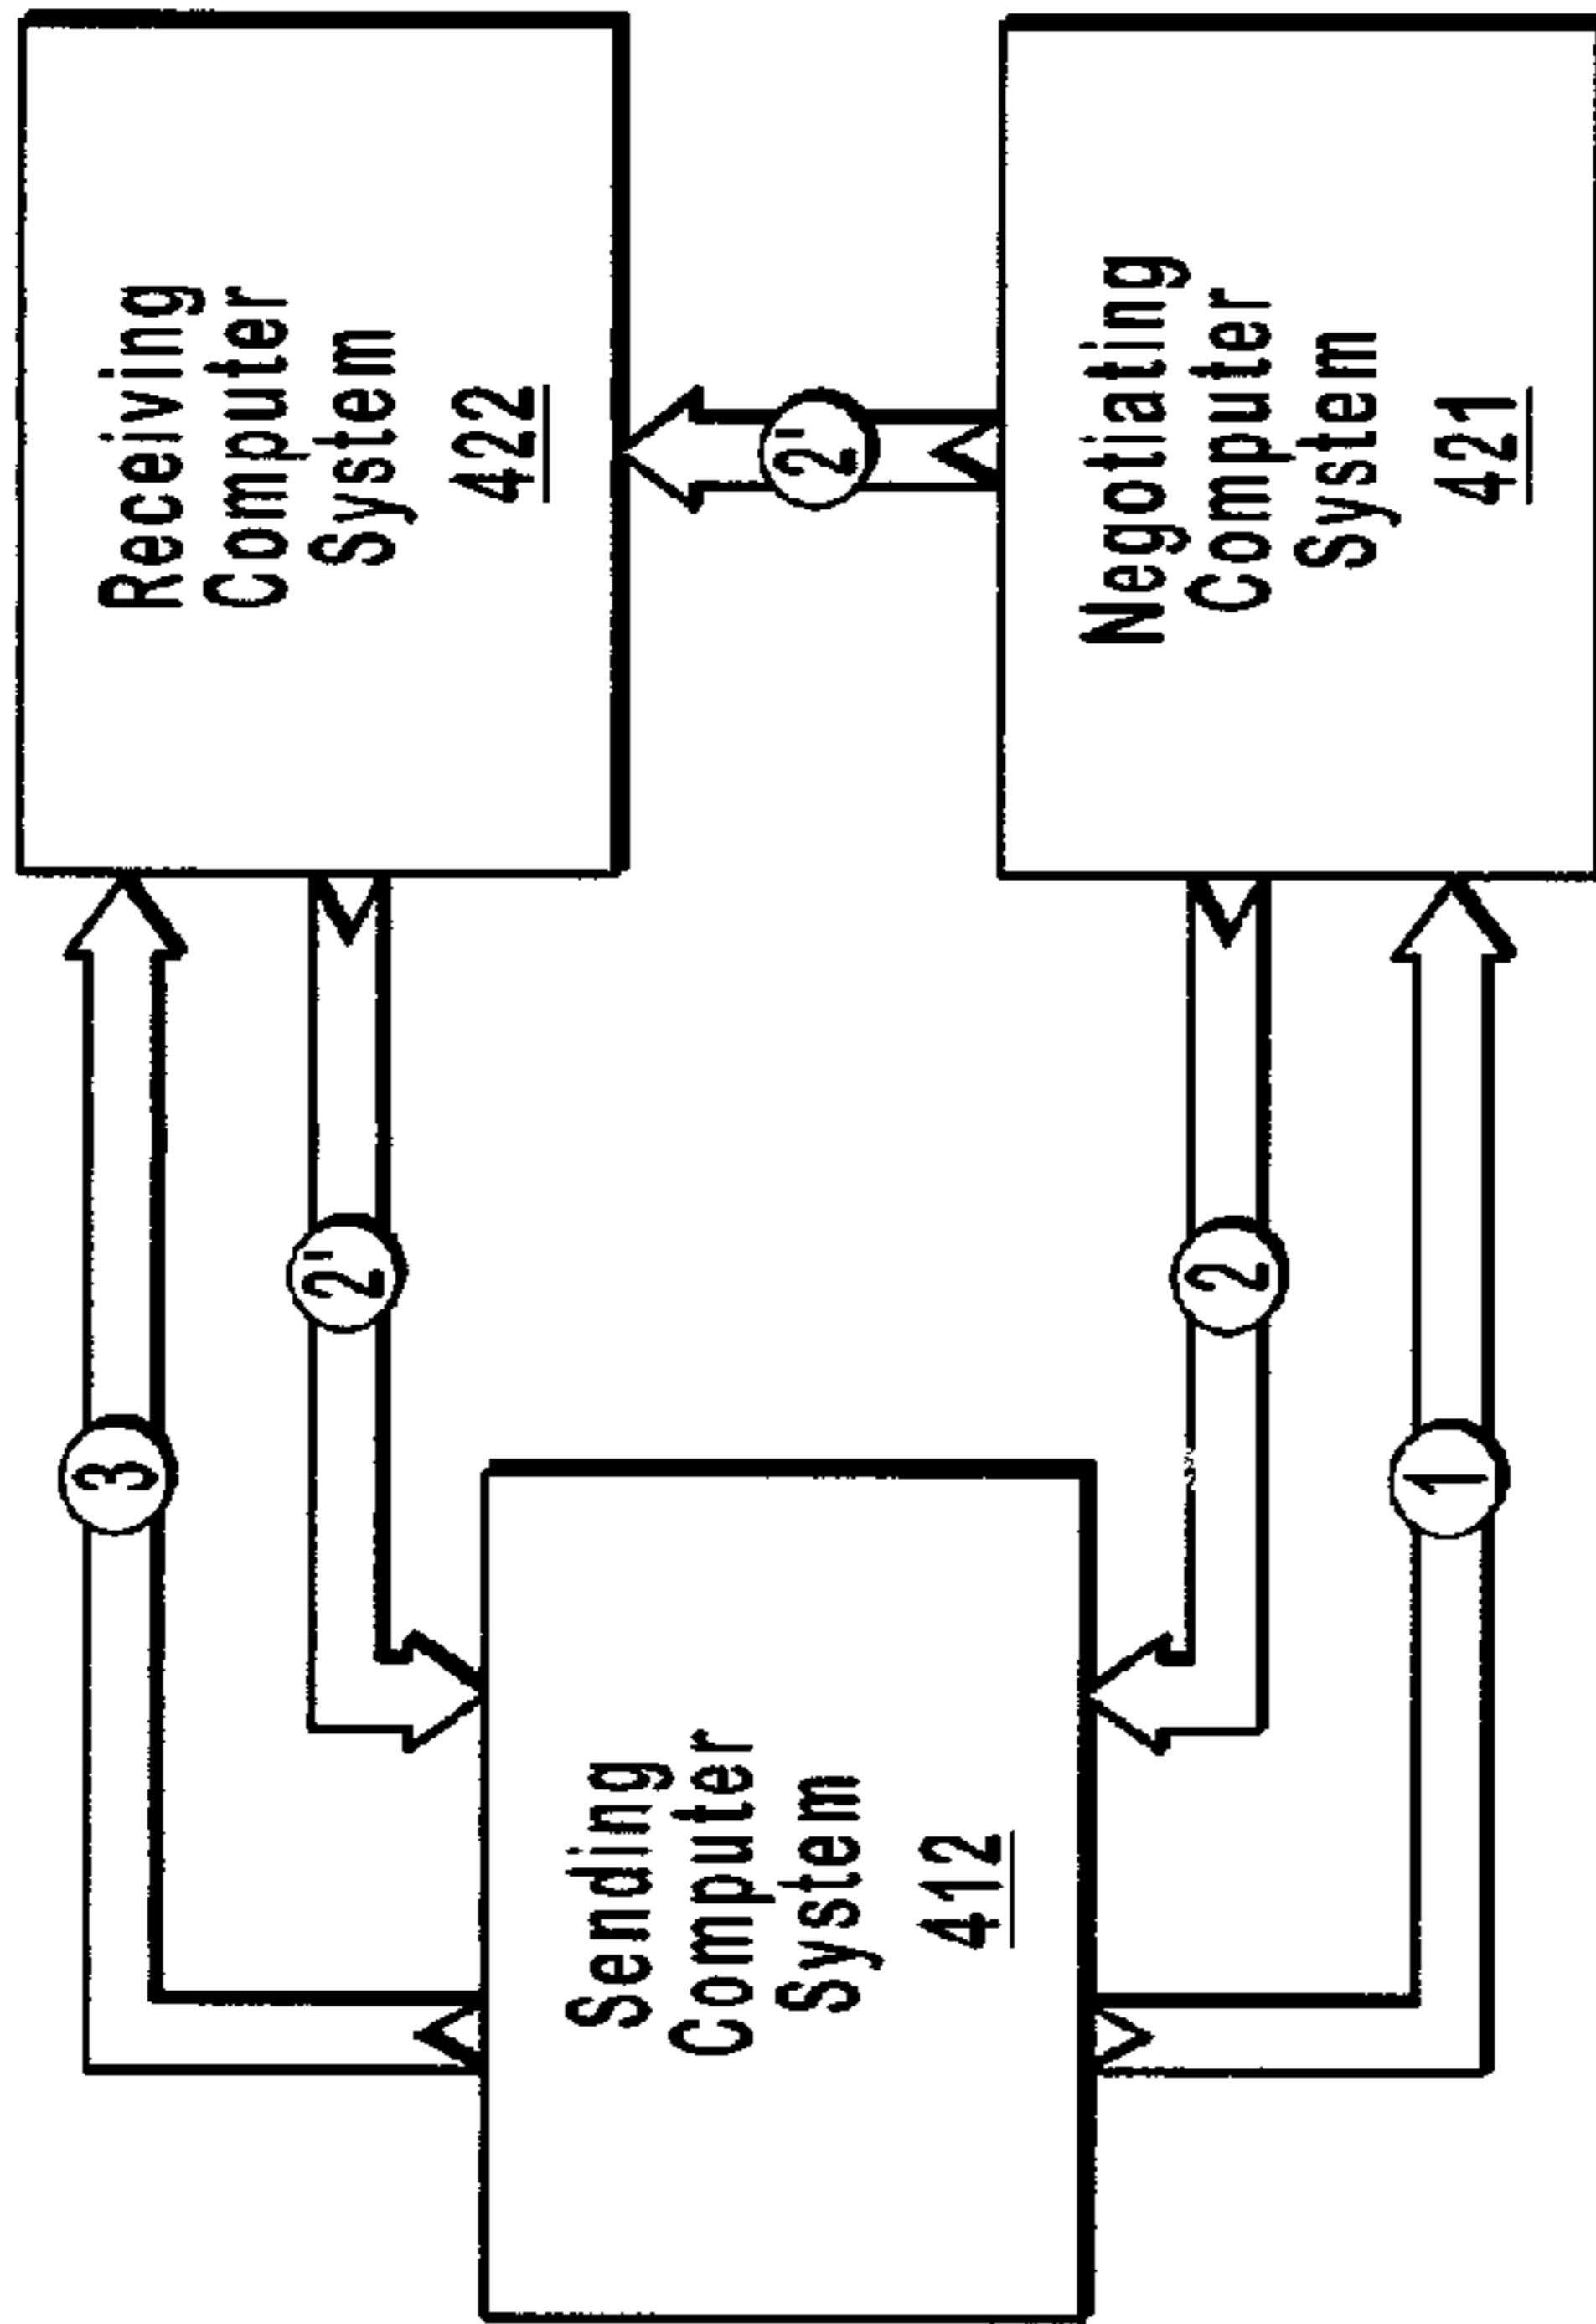 Receiving
Computer
System
422
3
2'
2'
Sending
Computer
System
412
2
1
Negotiating
Computer
System
421